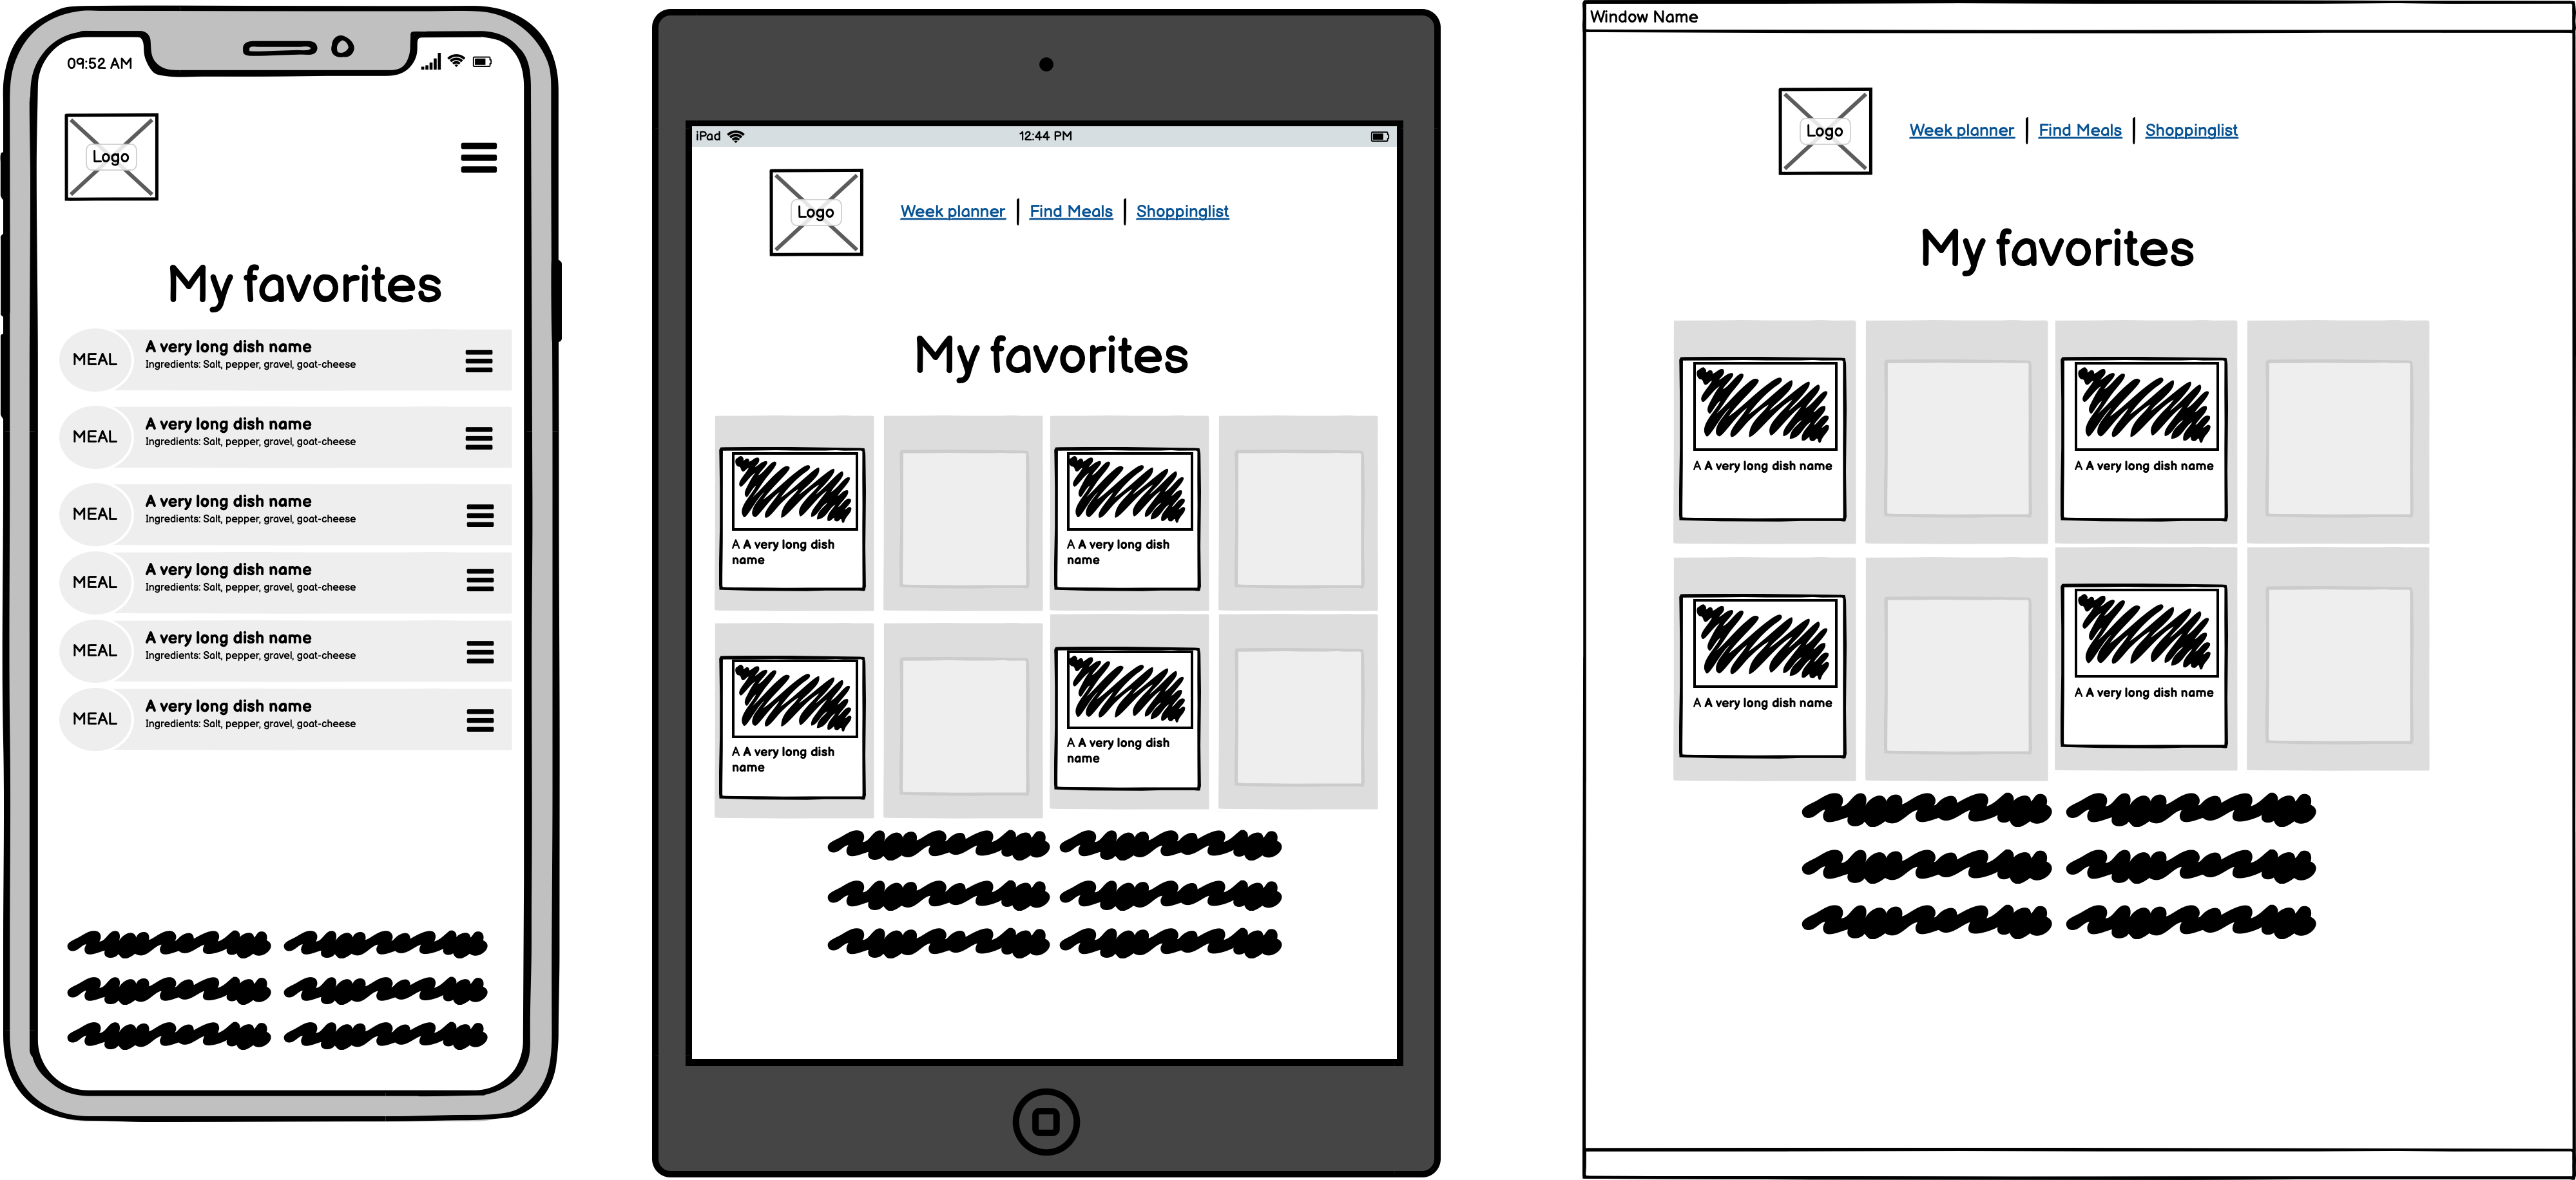 09:52 AM
Logo
My favorites
MEAL
A very long dish name
Ingredients: Salt, pepper, gravel, goat-cheese
MEAL
A very long dish name
Ingredients: Salt, pepper, gravel, goat-cheese
MEAL
A very long dish name
Ingredients: Salt, pepper, gravel, goat-cheese
MEAL
A very long dish name
Ingredients: Salt, pepper, gravel, goat-cheese
MEAL
A very long dish name
Ingredients: Salt, pepper, gravel, goat-cheese
MEAL
A very long dish name
Ingredients: Salt, pepper, gravel, goat-cheese
iPad 12:44 PM
Logo
Week planner Find Meals Shoppinglist
My favorites
A A very long dish
name
A A very long dish
name
A A very long dish
name
A A very long dish
name
Window Name
Logo
Week planner Find Meals Shoppinglist
My favorites
A A very long dish name
A A very long dish name
A A very long dish name
A A very long dish name